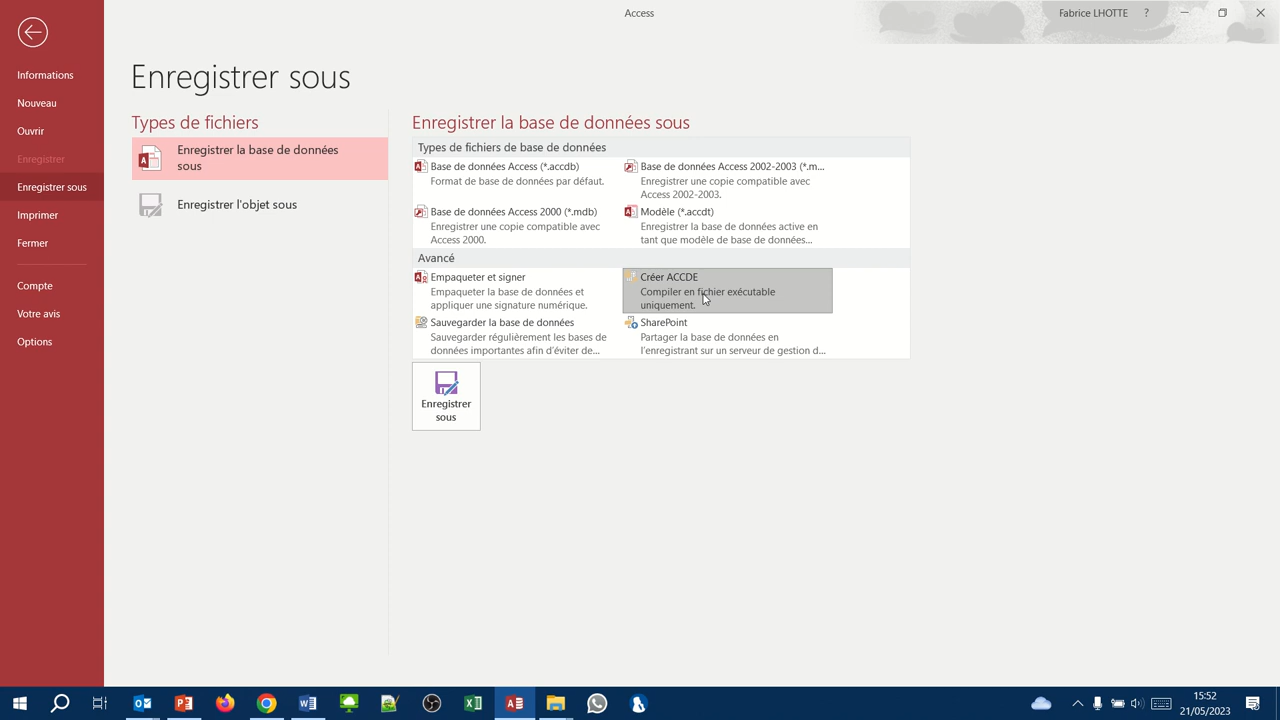 Access
Fabrice LHOTTE ?
Informations
Nouveau
Ouvrir
Enregistrer
Enregistrer sous
Imprimer
Fermer
Compte
Votre avis
Options
Enregistrer sous
Types de fichiers
Enregistrer la base de données
sous
Enregistrer l'objet sous
Enregistrer la base de données sous
Types de fichiers de base de données
Base de données Access (*.accdb)
Format de base de données par défaut.
Base de données Access 2002-2003 (*.m...
Enregistrer une copie compatible avec
Access 2002-2003.
Base de données Access 2000 (*.mdb)
Enregistrer une copie compatible avec
Access 2000.
Modèle (*.accdt)
Enregistrer la base de données active en
tant que modèle de base de données...
Avancé
Empaqueter et signer
Empaqueter la base de données et
appliquer une signature numérique.
Créer ACCDE
Compiler en fichier exécutable
uniquement.
Sauvegarder la base de données
Sauvegarder régulièrement les bases de
données importantes afin d'éviter de...
SharePoint
Partager la base de données en
l'enregistrant sur un serveur de gestion d...
Enregistrer
sous
15:52
21/05/2023